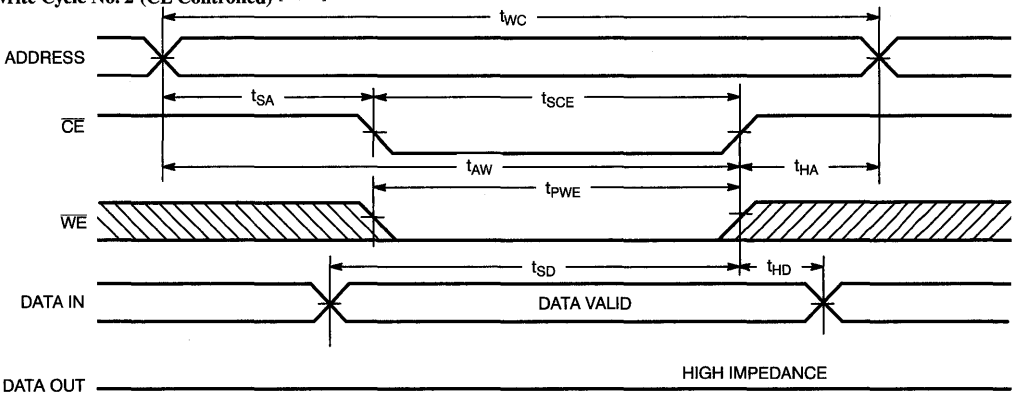 Write Cycle No. 2 (CE Controlled)
tWC
ADDRESS
tSA
tSCE
CE
tAW
tHA
tPWE
WE
tSD
tHD
DATA IN
DATA VALID
HIGH IMPEDANCE
DATA OUT